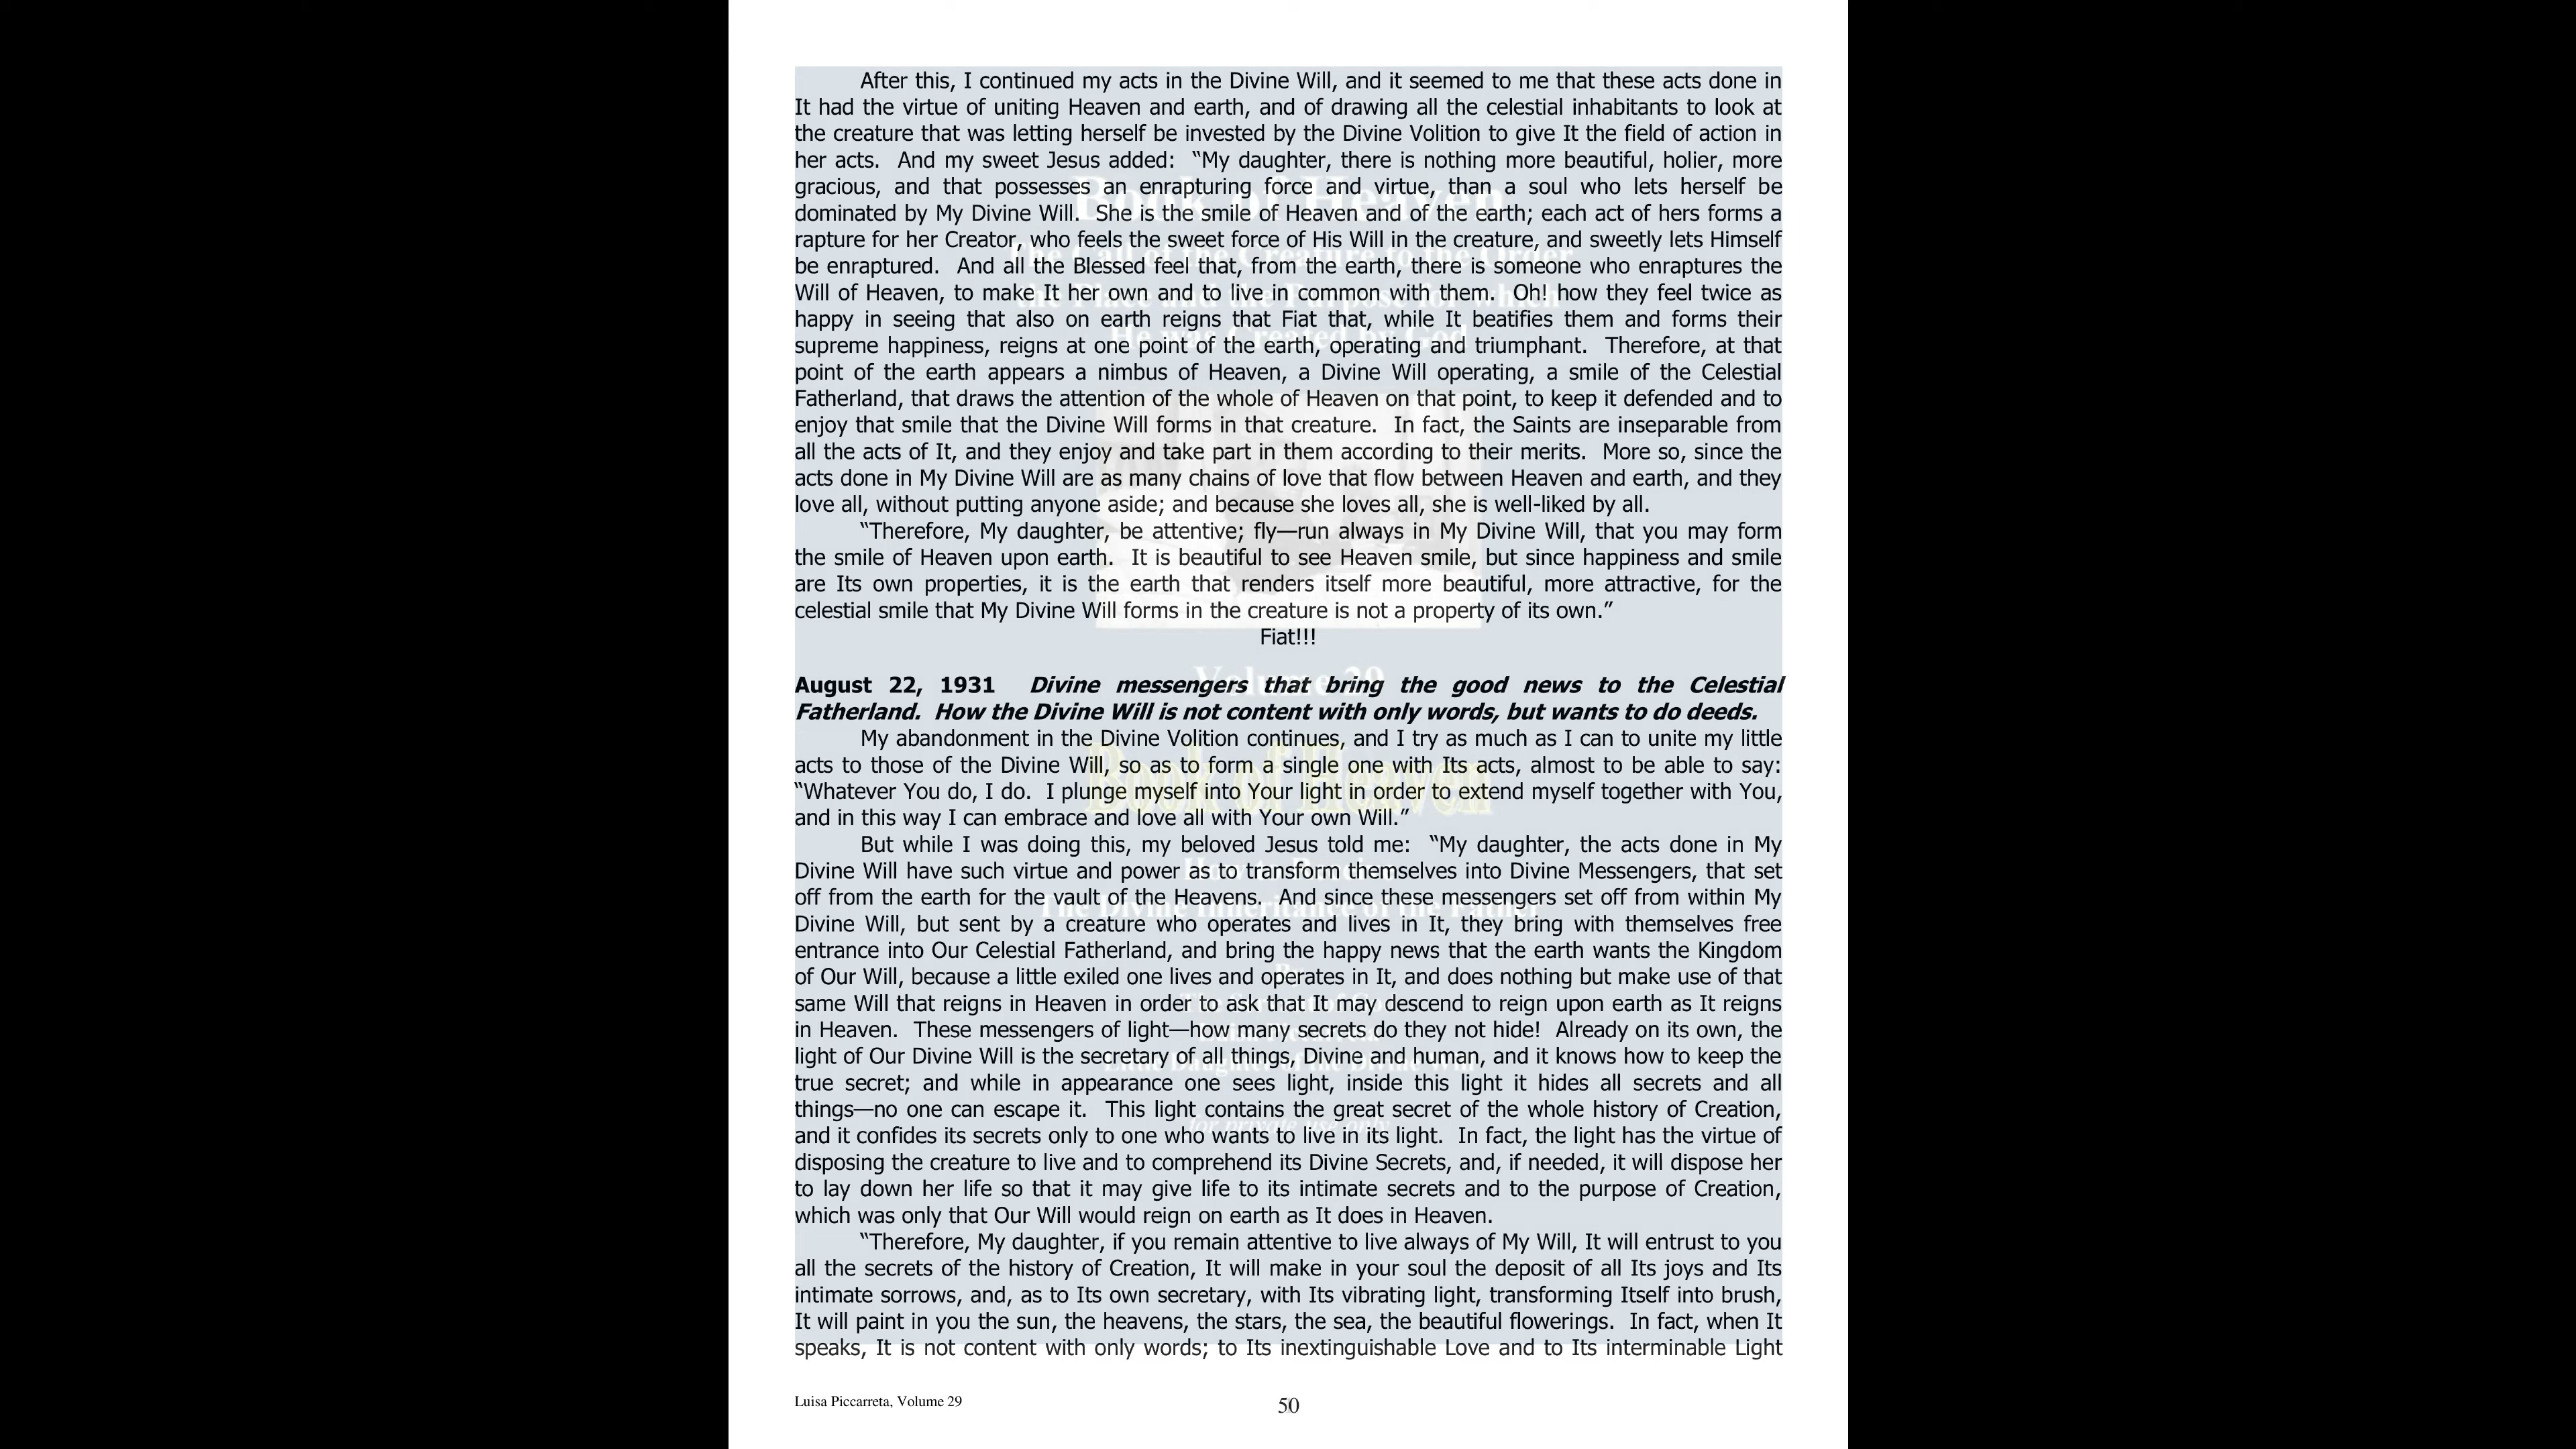 After this, I continued my acts in the Divine Will, and it seemed to me that these acts done in
It had the virtue of uniting Heaven and earth, and of drawing all the celestial inhabitants to look at
the creature that was letting herself be invested by the Divine Volition to give It the field of action in
her acts. And my sweet Jesus added: “My daughter, there is nothing more beautiful, holier, more
gracious, and that possesses an enrapturing force and virtue, than a soul who lets herself be
dominated by My Divine Will. She is the smile of Heaven and of the earth; each act of hers forms a
rapture for her Creator, who feels the sweet force of His Will in the creature, and sweetly lets Himself
be enraptured. And all the Blessed feel that, from the earth, there is someone who enraptures the
Will of Heaven, to make It her own and to live in common with them. Oh! how they feel twice as
happy in seeing that also on earth reigns that Fiat that, while It beatifies them and forms their
supreme happiness, reigns at one point of the earth, operating and triumphant. Therefore, at that
point of the earth appears a nimbus of Heaven, a Divine Will operating, a smile of the Celestial
Fatherland, that draws the attention of the whole of Heaven on that point, to keep it defended and to
enjoy that smile that the Divine Will forms in that creature. In fact, the Saints are inseparable from
all the acts of It, and they enjoy and take part in them according to their merits. More so, since the
acts done in My Divine Will are as many chains of love that flow between Heaven and earth, and they
love all, without putting anyone aside; and because she loves all, she is well-liked by all.
“Therefore, My daughter, be attentive; fly—run always in My Divine Will, that you may form
the smile of Heaven upon earth. It is beautiful to see Heaven smile, but since happiness and smile
are Its own properties, it is the earth that renders itself more beautiful, more attractive, for the
celestial smile that My Divine Will forms in the creature is not a property of its own.”
Fiat!!!
August 22, 1931 Divine messengers that bring the good news to the Celestial
Fatherland. How the Divine Will is not content with only words, but wants to do deeds.
My abandonment in the Divine Volition continues, and I try as much as I can to unite my little
acts to those of the Divine Will, so as to form a single one with Its acts, almost to be able to say:
“Whatever You do, I do. I plunge myself into Your light in order to extend myself together with You,
and in this way I can embrace and love all with Your own Will.”
But while I was doing this, my beloved Jesus told me: “My daughter, the acts done in My
Divine Will have such virtue and power as to transform themselves into Divine Messengers, that set
off from the earth for the vault of the Heavens. And since these messengers set off from within My
Divine Will, but sent by a creature who operates and lives in It, they bring with themselves free
entrance into Our Celestial Fatherland, and bring the happy news that the earth wants the Kingdom
of Our Will, because a little exiled one lives and operates in It, and does nothing but make use of that
same Will that reigns in Heaven in order to ask that It may descend to reign upon earth as It reigns
in Heaven. These messengers of light—how many secrets do they not hide! Already on its own, the
light of Our Divine Will is the secretary of all things, Divine and human, and it knows how to keep the
true secret; and while in appearance one sees light, inside this light it hides all secrets and all
things—no one can escape it. This light contains the great secret of the whole history of Creation,
and it confides its secrets only to one who wants to live in its light. In fact, the light has the virtue of
disposing the creature to live and to comprehend its Divine Secrets, and, if needed, it will dispose her
to lay down her life so that it may give life to its intimate secrets and to the purpose of Creation,
which was only that Our Will would reign on earth as It does in Heaven.
“Therefore, My daughter, if you remain attentive to live always of My Will, It will entrust to you
all the secrets of the history of Creation, It will make in your soul the deposit of all Its joys and Its
intimate sorrows, and, as to Its own secretary, with Its vibrating light, transforming Itself into brush,
It will paint in you the sun, the heavens, the stars, the sea, the beautiful flowerings. In fact, when It
speaks, It is not content with only words; to Its inextinguishable Love and to Its interminable Light
Luisa Piccarreta, Volume 29
50
Book of Heaven
The Call of the Creature to the Order
the Place and the Purpose for which
He was Created by God
Volume 29
Book of Heaven
The Divine Inheritance of the Father
Little Daughter of the Divine Will
for private use only